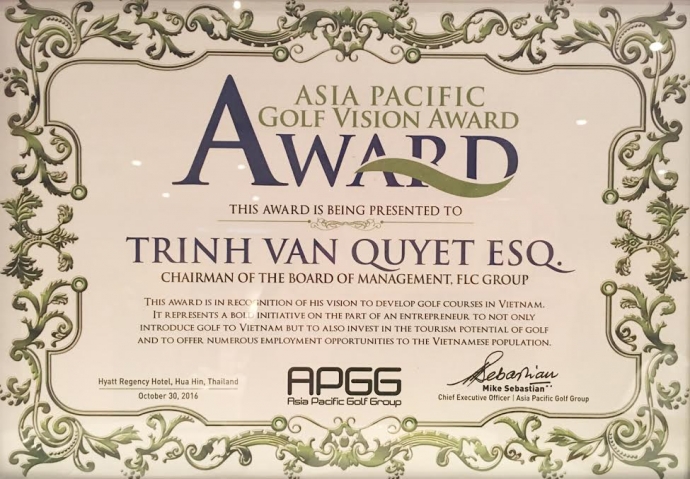 ASIA PACIFIC
GOLF VISION AWARD
AWARD
THIS AWARD IS BEING PRESENTED TO
TRINH VAN QUYET ESQ.
CHAIRMAN OF THE BOARD OF MANAGEMENT, FLC GROUP
THIS AWARD IS IN RECOGNITION OF HIS VISION TO DEVELOP GOLF COURSES IN VIETNAM.
IT REPRESENTS A BOLD INITIATIVE ON THE PART OF AN ENTREPRENEUR TO NOT ONLY
INTRODUCE GOLF TO VIETNAM BUT TO ALSO INVEST IN THE TOURISM POTENTIAL OF GOLF
AND TO OFFER NUMEROUS EMPLOYMENT OPPORTUNITIES TO THE VIETNAMESE POPULATION.
Hyatt Regency Hotel, Hua Hin, Thailand
October 30, 2016
APGG
Asia Pacific Golf Group
Sebastian
Mike Sebastian
Chief Executive Officer | Asia Pacific Golf Group